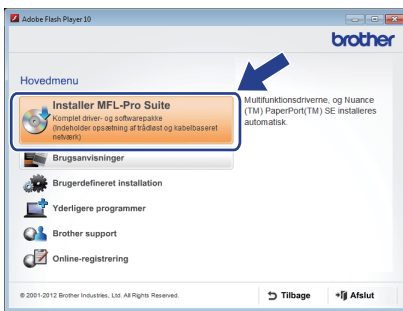 Adobe Flash Player 10
brother
Hovedmenu
Installer MFL-Pro Suite
Komplet driver- og softwarepakke
(Indeholder opsætning af trådløst og kabelbaseret
netværk)
Multifunktionsdriverne, og Nuance
(TM) PaperPort(TM) SE installeres
automatisk.
Brugsanvisninger
Brugerdefineret installation
Yderligere programmer
Brother support
Online-registrering
© 2001-2012 Brother Industries, Ltd. All Rights Reserved.
Tilbage
Afslut